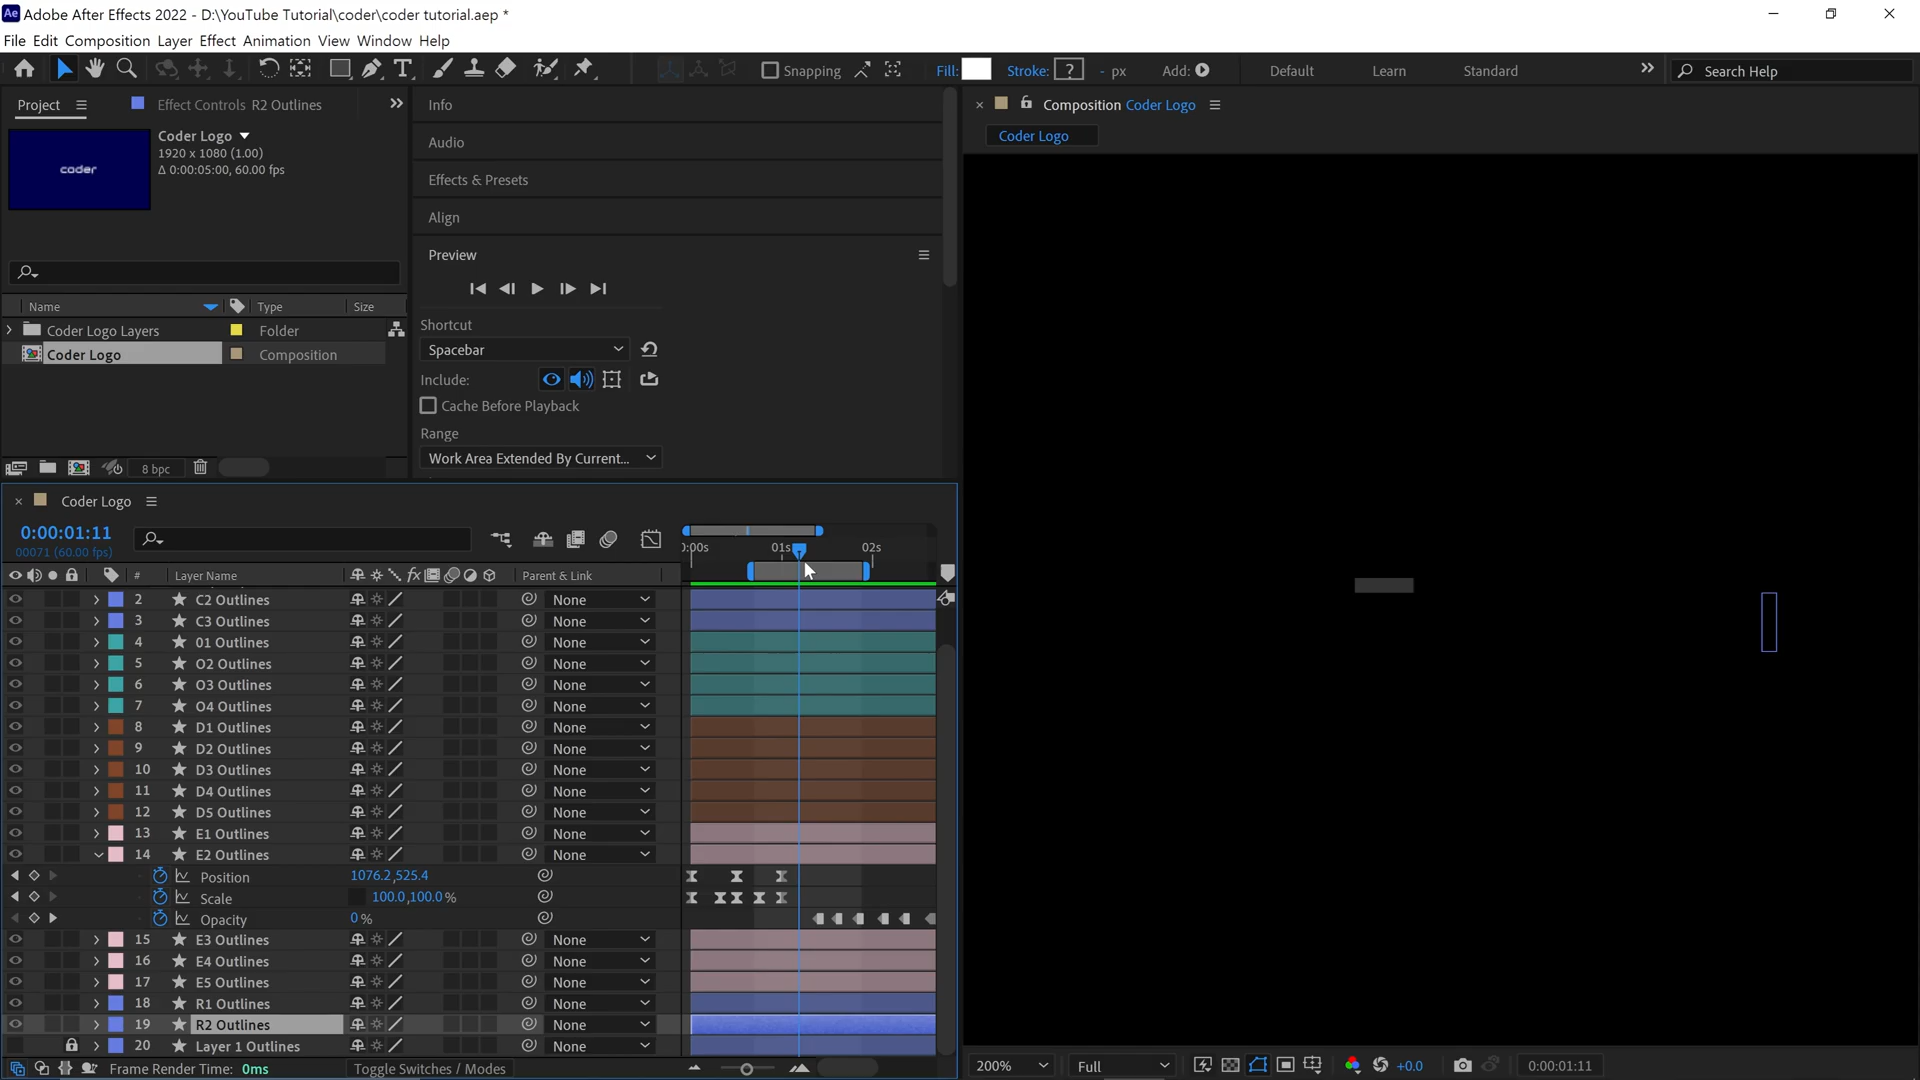 Adobe After Effects 2022 - D:\YouTube Tutorial\coder\coder tutorial.aep *
File Edit Composition Layer Effect Animation View Window Help
Snapping
Fill: Stroke: ? - px Add:
Default Learn Standard
Search Help
Project Effect Controls R2 Outlines
coder
Coder Logo
1920 x 1080 (1.00)
Δ 0:00:05:00, 60.00 fps
Name Type Size
Coder Logo Layers Folder
Coder Logo Composition
8 bpc
Info
Audio
Effects & Presets
Align
Preview
Shortcut
Spacebar
Include:
Cache Before Playback
Range
Work Area Extended By Current...
Composition Coder Logo
Coder Logo
Coder Logo
0:00:01:11
00071 (60.00 fps)
0:00s 01s 02s
# Layer Name fx Parent & Link
2 C2 Outlines None
3 C3 Outlines None
4 01 Outlines None
5 O2 Outlines None
6 O3 Outlines None
7 O4 Outlines None
8 D1 Outlines None
9 D2 Outlines None
10 D3 Outlines None
11 D4 Outlines None
12 D5 Outlines None
13 E1 Outlines None
14 E2 Outlines None
Position 1076.2,525.4
Scale 100.0,100.0 %
Opacity 0 %
15 E3 Outlines None
16 E4 Outlines None
17 E5 Outlines None
18 R1 Outlines None
19 R2 Outlines None
20 Layer 1 Outlines None
Frame Render Time: 0ms Toggle Switches / Modes
200% Full +0.0 0:00:01:11